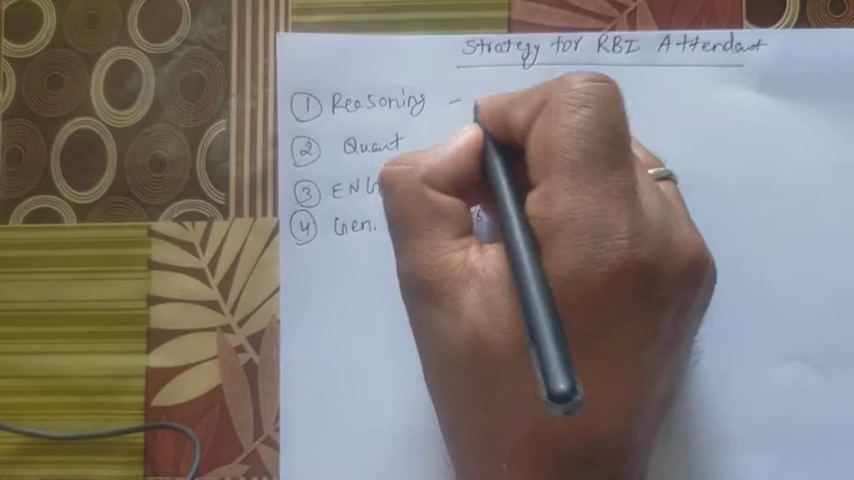 Strategy for RBI Attendant
① Reasoning -
② Quant
③ ENG
④ Gen.